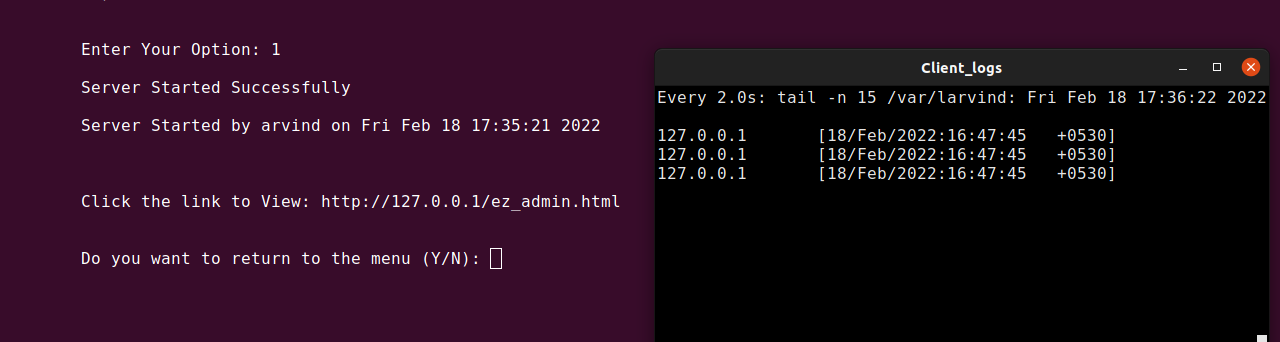 Enter Your Option: 1
Server Started Successfully
Server Started by arvind on Fri Feb 18 17:35:21 2022
Click the link to View: http://127.0.0.1/ez_admin.html
Do you want to return to the menu (Y/N):
Client_logs
Every 2.0s: tail -n 15 /var/larvind: Fri Feb 18 17:36:22 2022
127.0.0.1 [18/Feb/2022:16:47:45 +0530]
127.0.0.1 [18/Feb/2022:16:47:45 +0530]
127.0.0.1 [18/Feb/2022:16:47:45 +0530]